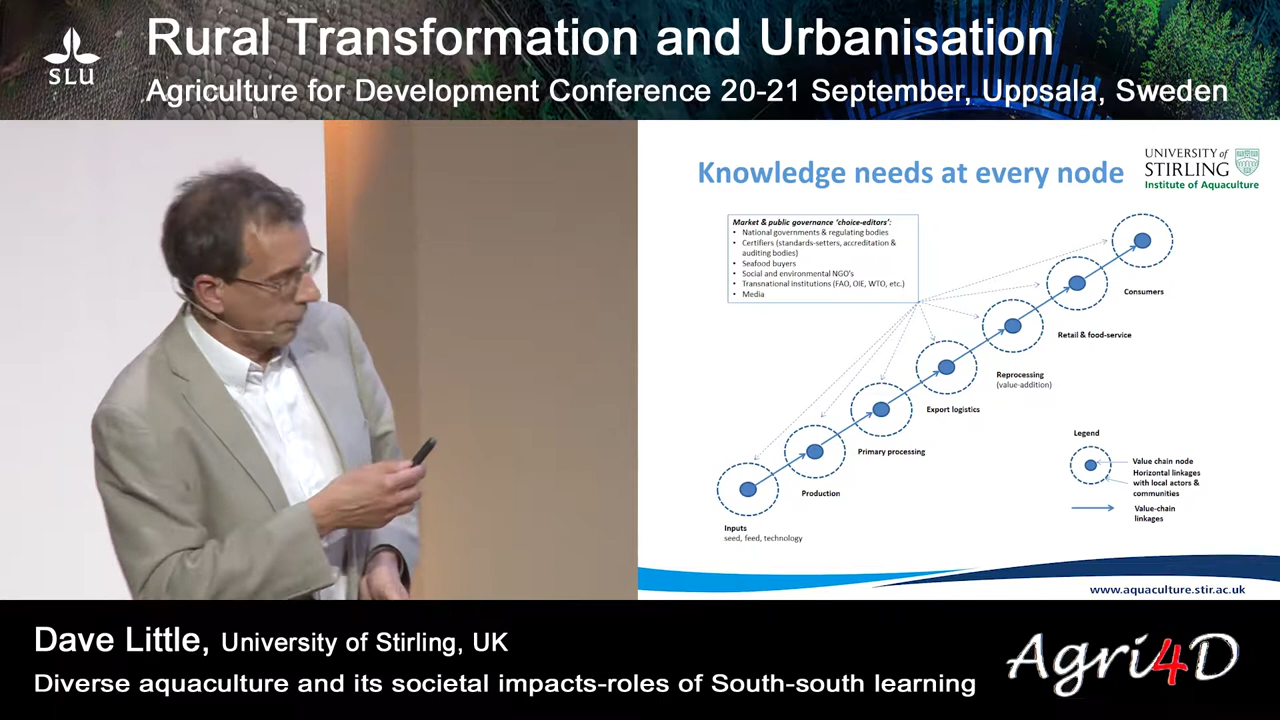 SLU
Rural Transformation and Urbanisation
Agriculture for Development Conference 20-21 September, Uppsala, Sweden
Knowledge needs at every node
UNIVERSITY of
STIRLING
Institute of Aquaculture
Market & public governance 'choice-editors':
• National governments & regulating bodies
• Certifiers (standards-setters, accreditation &
auditing bodies)
• Seafood buyers
• Social and environmental NGO's
• Transnational institutions (FAO, OIE, WTO, etc.)
• Media
Consumers
Retail & food-service
Reprocessing
(value-addition)
Export logistics
Primary processing
Production
Inputs
seed, feed, technology
Legend
Value chain node
Horizontal linkages
with local actors &
communities
Value-chain
linkages
www.aquaculture.stir.ac.uk
Dave Little, University of Stirling, UK
Diverse aquaculture and its societal impacts-roles of South-south learning
Agri4D